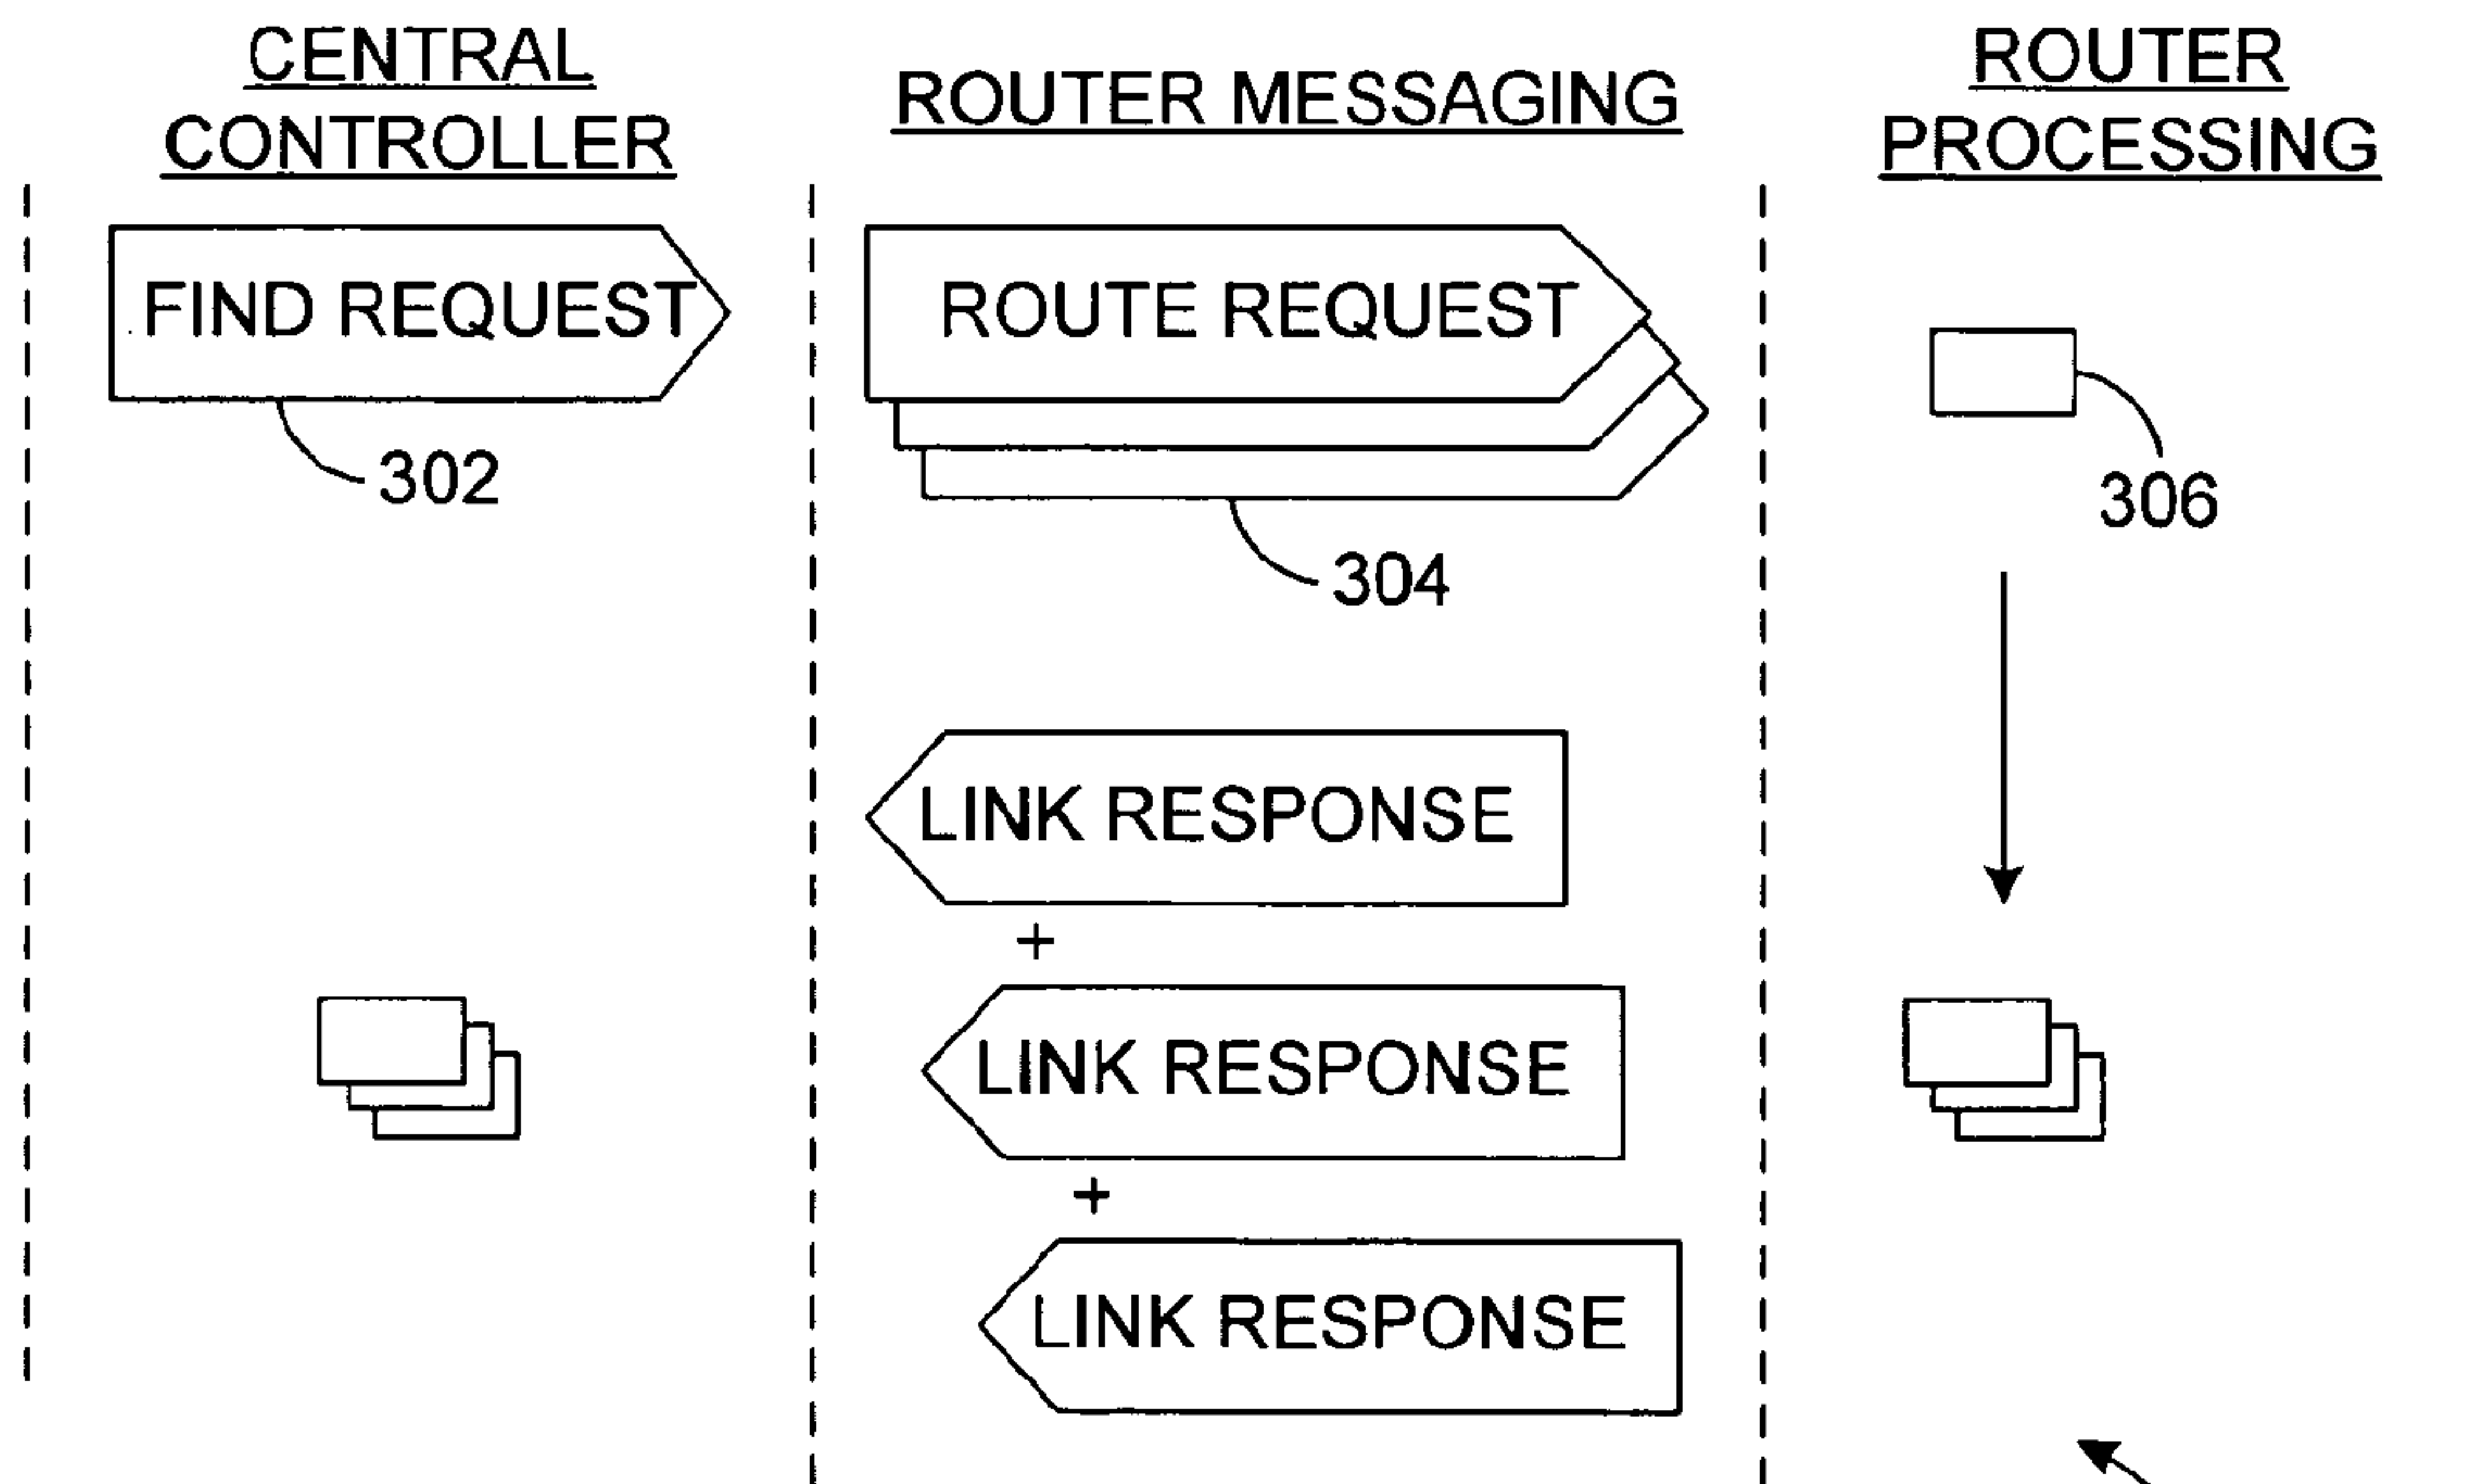 CENTRAL
CONTROLLER
ROUTER MESSAGING
ROUTER
PROCESSING
FIND REQUEST
ROUTE REQUEST
302
306
304
LINK RESPONSE
+
LINK RESPONSE
+
LINK RESPONSE